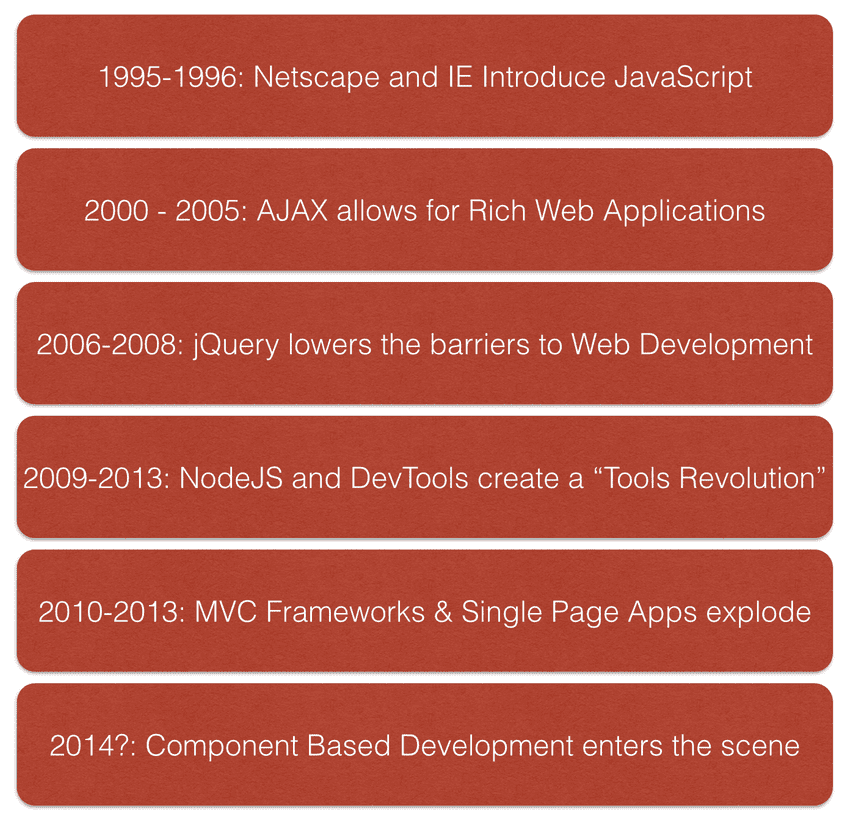 1995-1996: Netscape and IE Introduce JavaScript
2000 - 2005: AJAX allows for Rich Web Applications
2006-2008: jQuery lowers the barriers to Web Development
2009-2013: NodeJS and DevTools create a “Tools Revolution”
2010-2013: MVC Frameworks & Single Page Apps explode
2014?: Component Based Development enters the scene